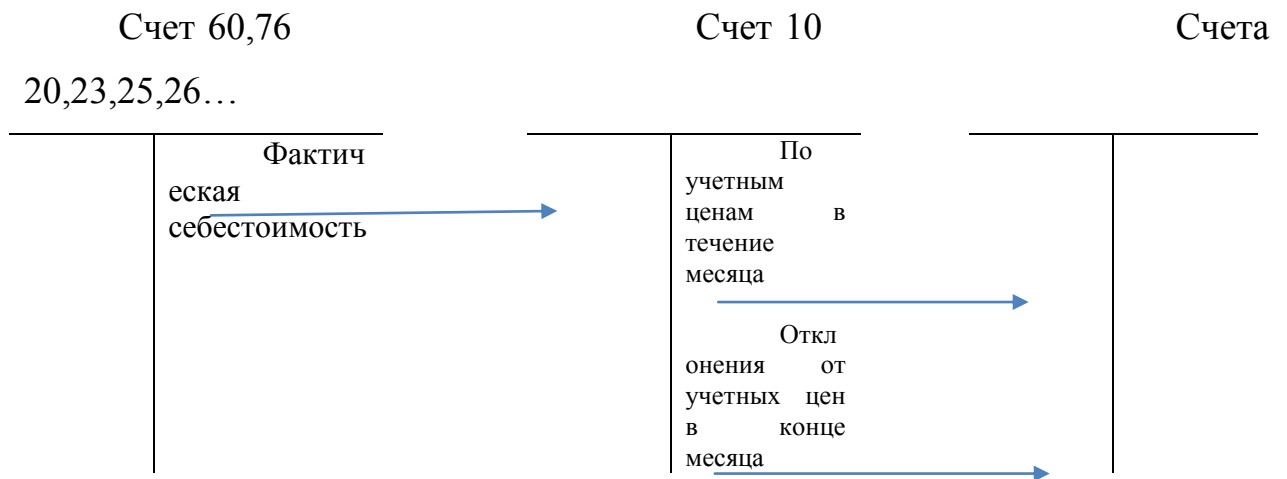 Счет 60,76 Счет 10 Счета
20,23,25,26…
Фактич
еская
себестоимость
По
учетным
ценам в
течение
месяца
Откл
онения от
учетных цен
в конце
месяца